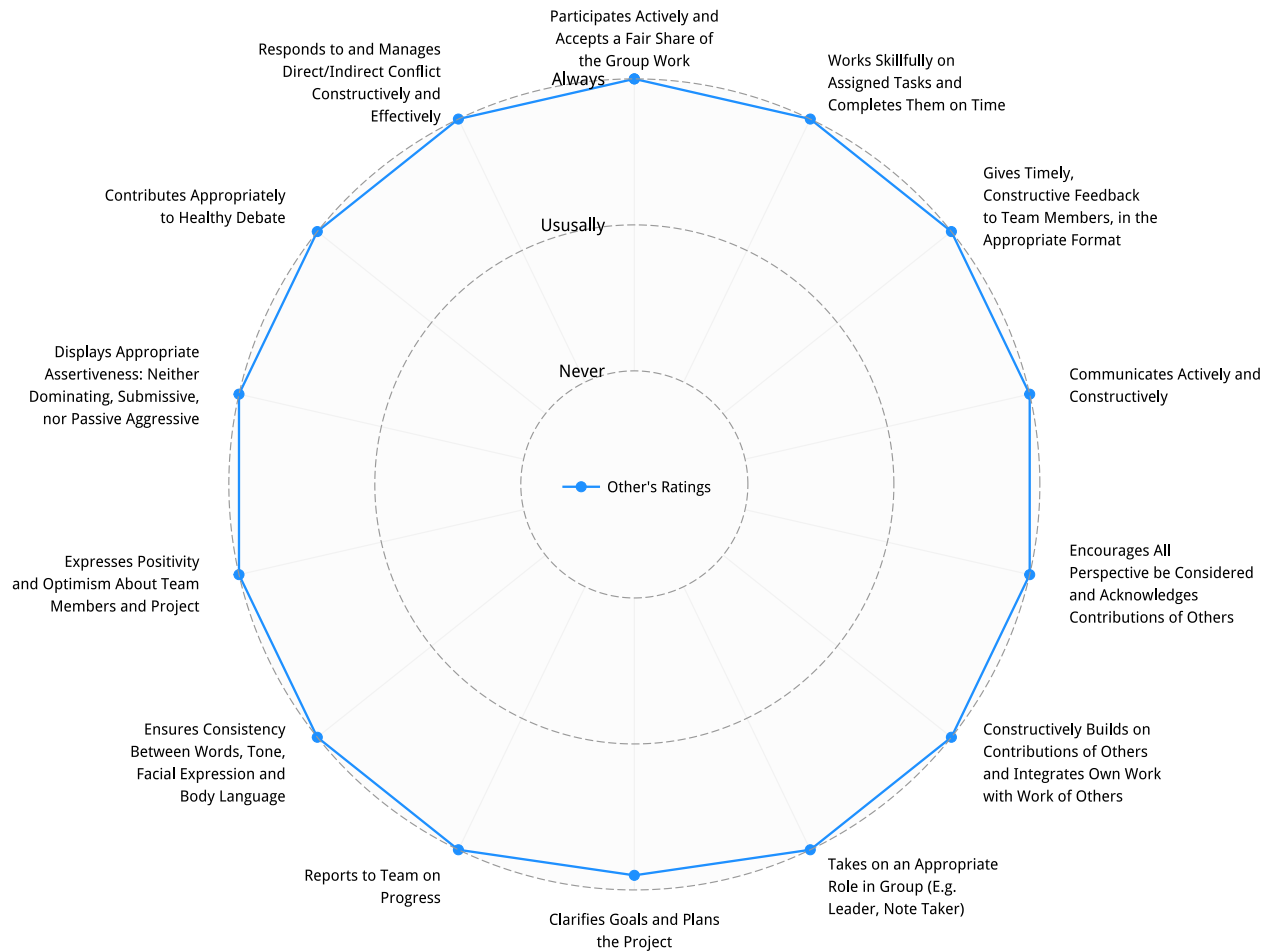 Participates Actively and
Accepts a Fair Share of
the Group Work
Works Skillfully on
Assigned Tasks and
Completes Them on Time
Gives Timely,
Constructive Feedback
to Team Members, in the
Appropriate Format
Communicates Actively and
Constructively
Encourages All
Perspective be Considered
and Acknowledges
Contributions of Others
Constructively Builds on
Contributions of Others
and Integrates Own Work
with Work of Others
Takes on an Appropriate
Role in Group (E.g.
Leader, Note Taker)
Clarifies Goals and Plans
the Project
Reports to Team on
Progress
Ensures Consistency
Between Words, Tone,
Facial Expression and
Body Language
Expresses Positivity
and Optimism About Team
Members and Project
Displays Appropriate
Assertiveness: Neither
Dominating, Submissive,
nor Passive Aggressive
Contributes Appropriately
to Healthy Debate
Responds to and Manages
Direct/Indirect Conflict
Constructively and
Effectively
Always
Ususally
Never
Other's Ratings